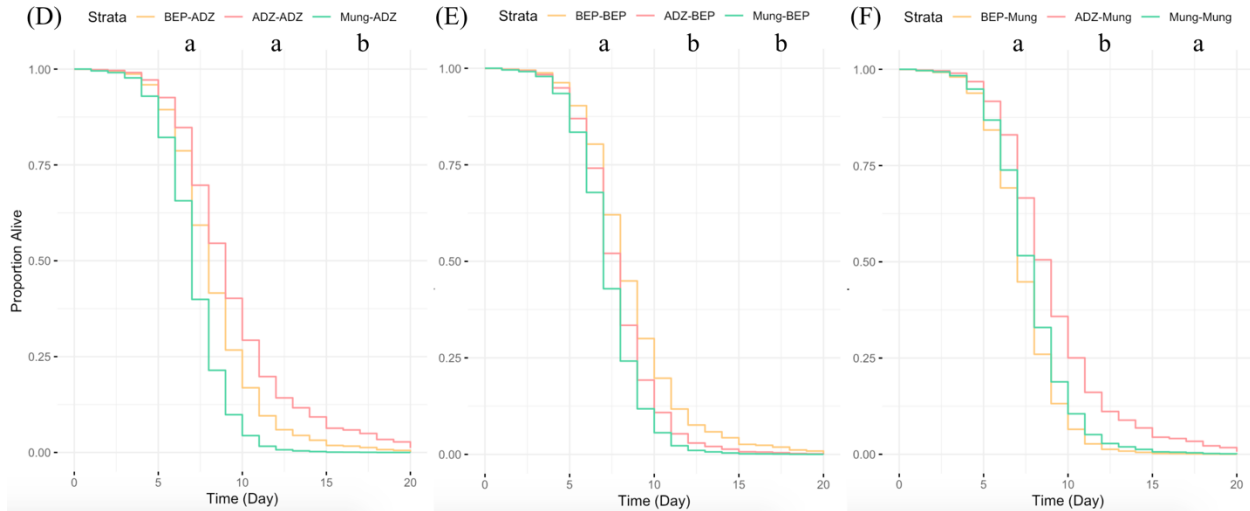 (D) Strata BEP-ADZ ADZ-ADZ Mung-ADZ
a a b
1.00
0.75
0.50
0.25
0.00
Proportion Alive
0 5 10 15 20
Time (Day)
(E) Strata BEP-BEP ADZ-BEP Mung-BEP
a b b
1.00
0.75
0.50
0.25
0.00
0 5 10 15 20
Time (Day)
(F) Strata BEP-Mung ADZ-Mung Mung-Mung
a b a
1.00
0.75
0.50
0.25
0.00
0 5 10 15 20
Time (Day)